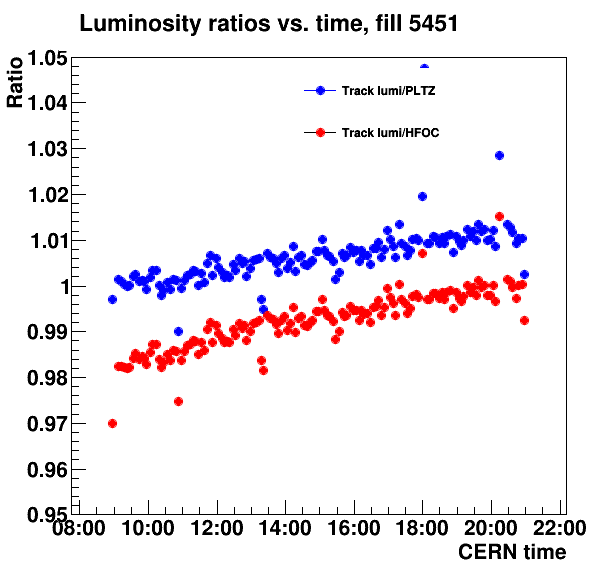 Luminosity ratios vs. time, fill 5451
Ratio
1.05
1.04
1.03
1.02
1.01
1
0.99
0.98
0.97
0.96
0.95
Track lumi/PLTZ
Track lumi/HFOC
08:00 10:00 12:00 14:00 16:00 18:00 20:00 22:00
CERN time